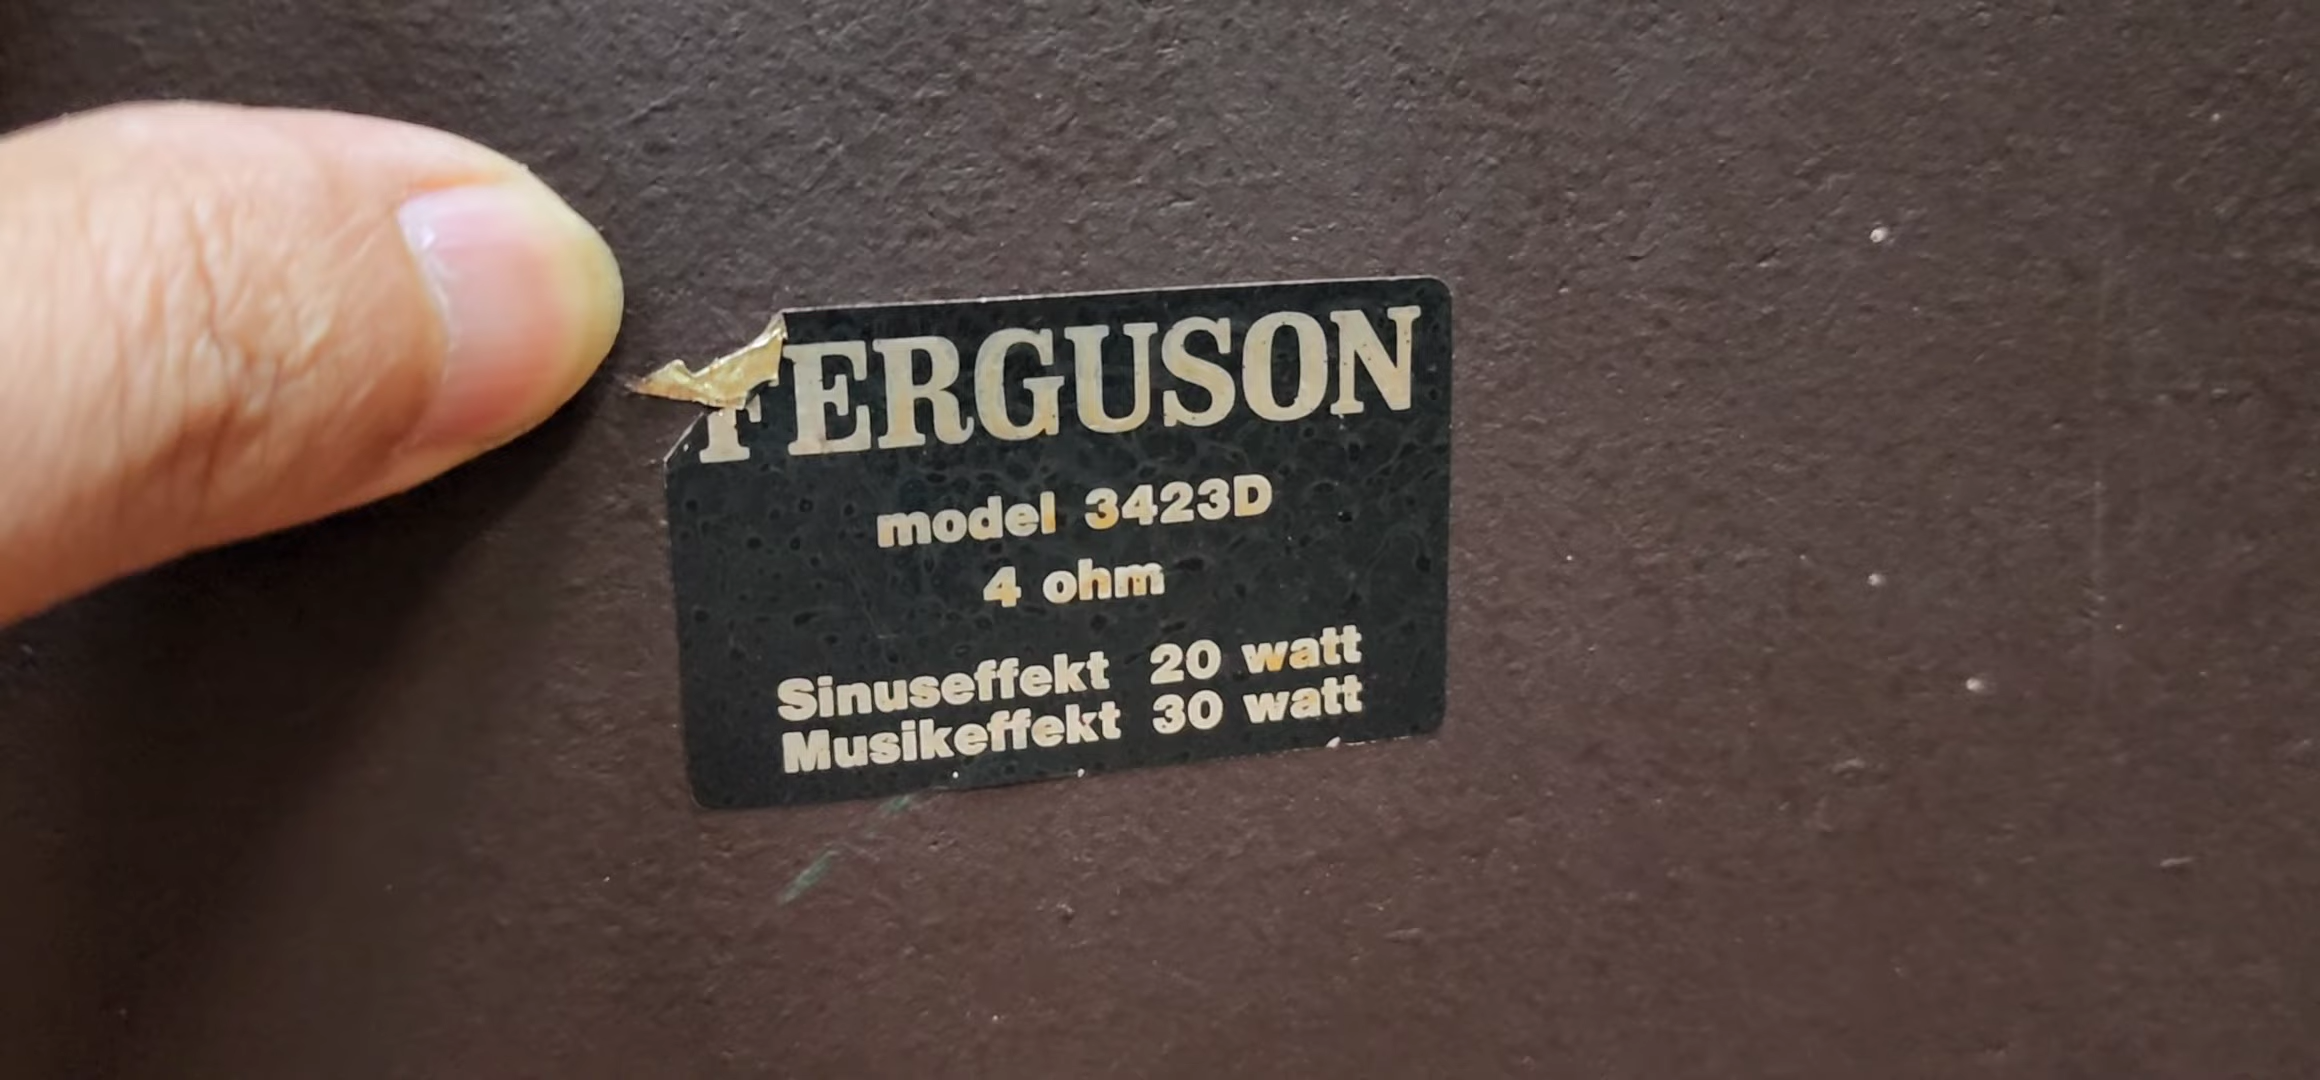 FERGUSON
model 3423D
4 ohm
Sinuseffekt 20 watt
Musikeffekt 30 watt